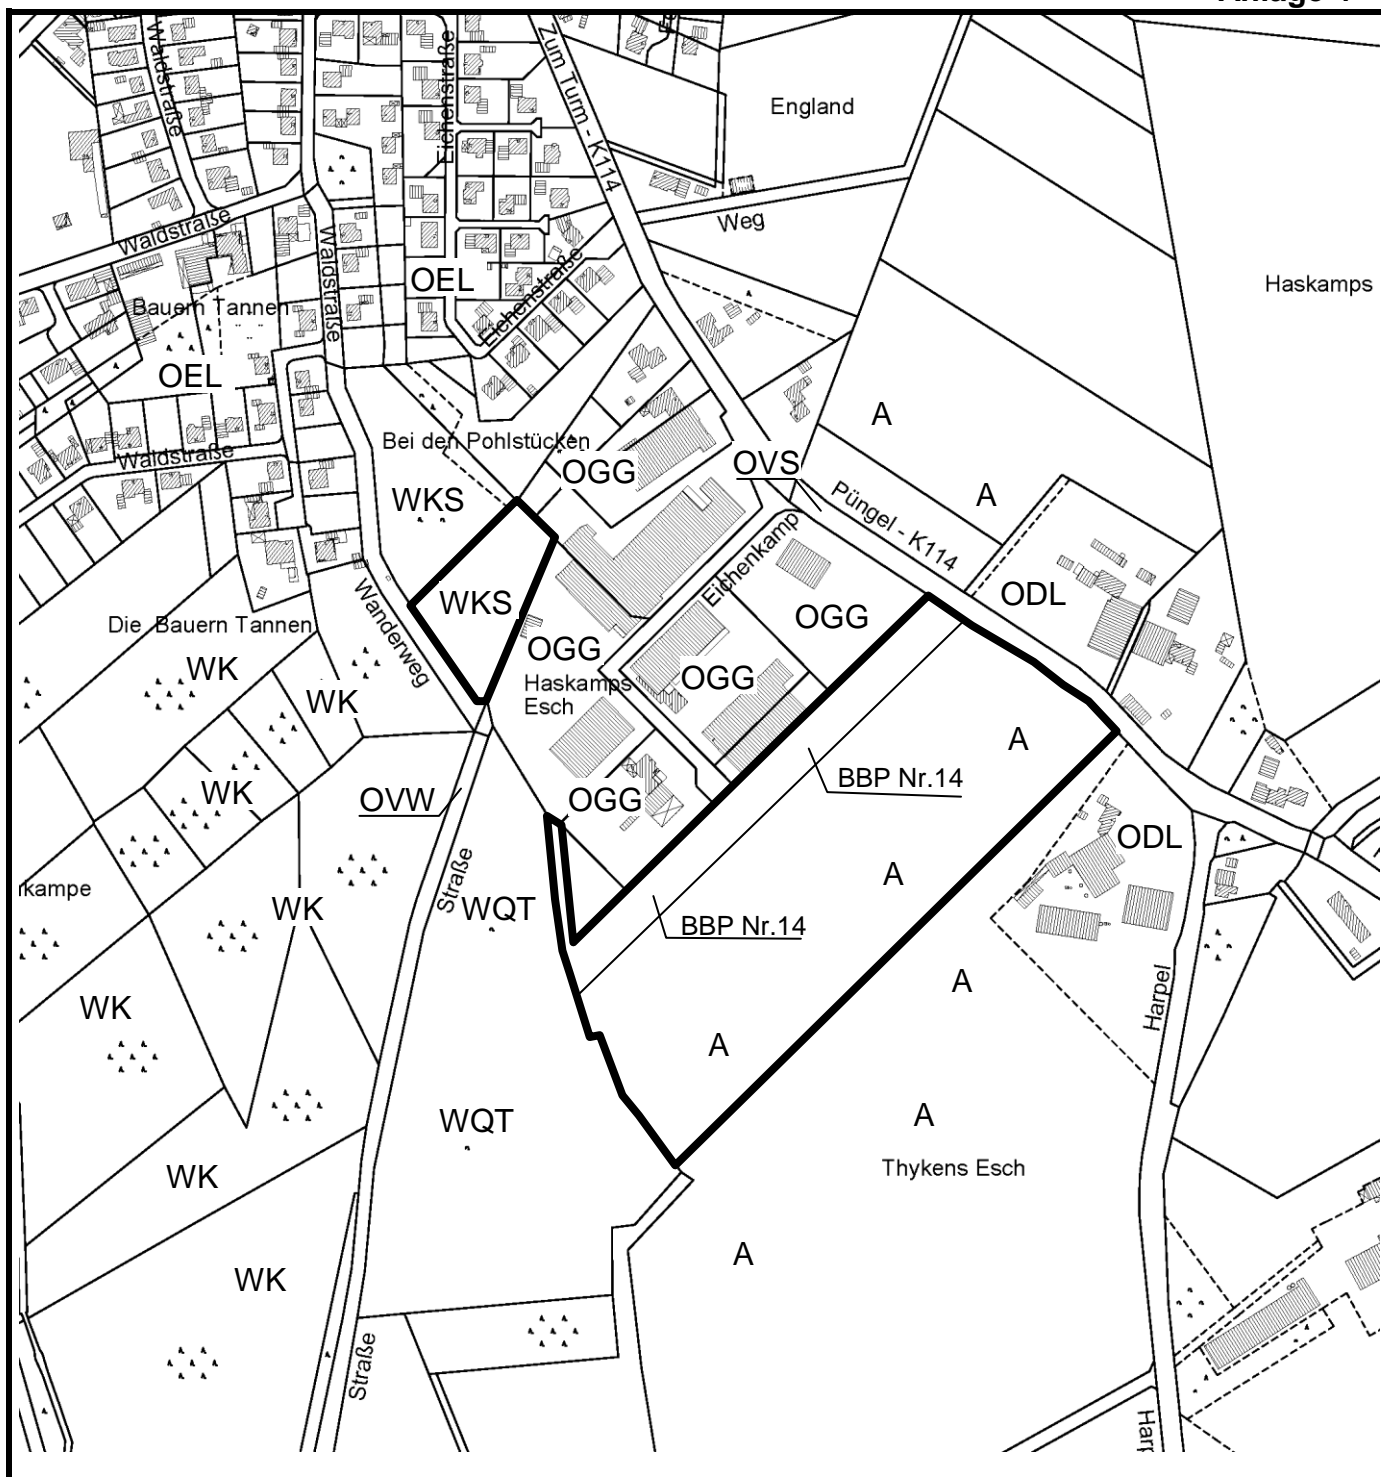 Waldstraße
Eichenstraße
Zum Turm - K114
England
Weg
Waldstraße
Waldstraße
OEL
Eichenstraße
Haskamps
Bauern Tannen
OEL
A
Bei den Pohlstücken
Waldstraße
OGG
OVS
WKS
A
Püngel - K114
Eichenkamp
ODL
WKS
OGG
Wanderweg
Die Bauern Tannen
OGG
WK
OGG
Haskamps
Esch
WK
A
BBP Nr.14
WK
OVW
OGG
ODL
Straße
A
kampe
WK
WQT
BBP Nr.14
A
Harpel
WK
A
WQT
A
WK
Thykens Esch
A
WK
Straße